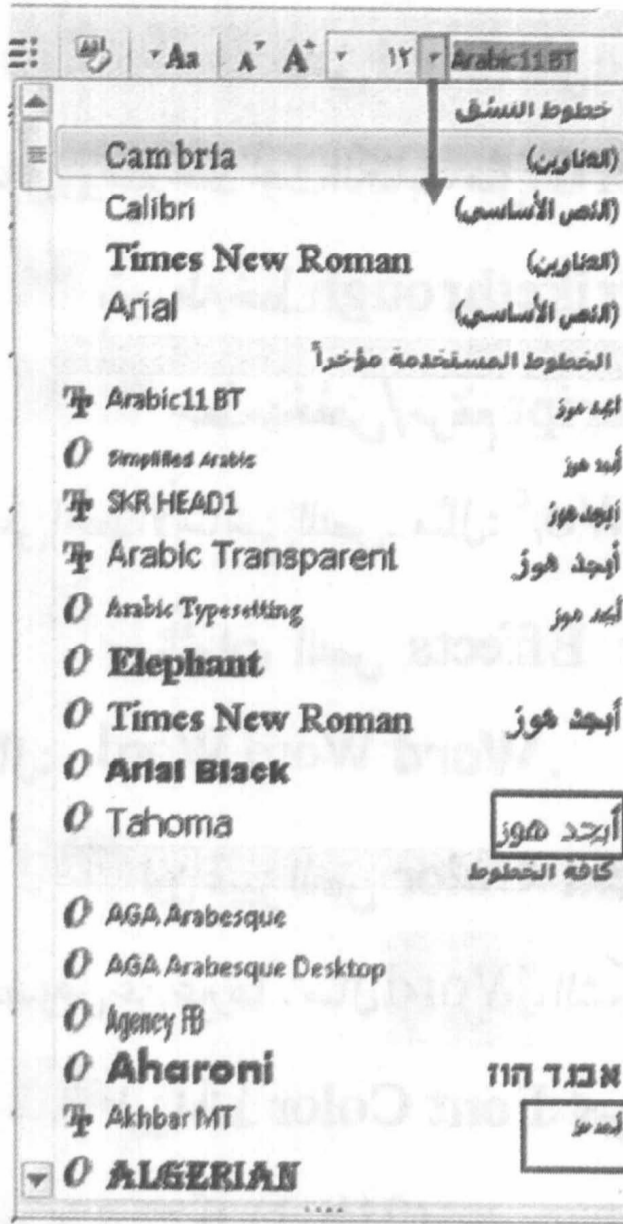 Aa A A ١٢ Arabic11 BT
خطوط النسُق
Cambria (العناوين)
Calibri (النص الأساسي)
Times New Roman (العناوين)
Arial (النص الأساسي)
الخطوط المستخدمة مؤخراً
Arabic11 BT أبجد هوز
Simplified Arabic أبجد هوز
SKR HEAD1 أبجد هوز
Arabic Transparent أبجد هوز
Arabic Typesetting أبجد هوز
Elephant
Times New Roman أبجد هوز
Arial Black
Tahoma أبجد هوز
كافة الخطوط
AGA Arabesque
AGA Arabesque Desktop
Agency FB
Aharoni אבגד הוז
Akhbar MT
ALGERIAN